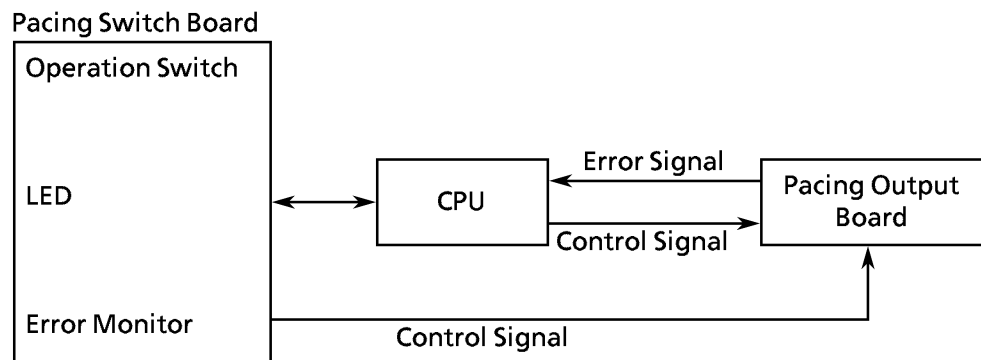 Pacing Switch Board
Operation Switch
LED
Error Monitor
CPU
Error Signal
Control Signal
Pacing Output
Board
Control Signal